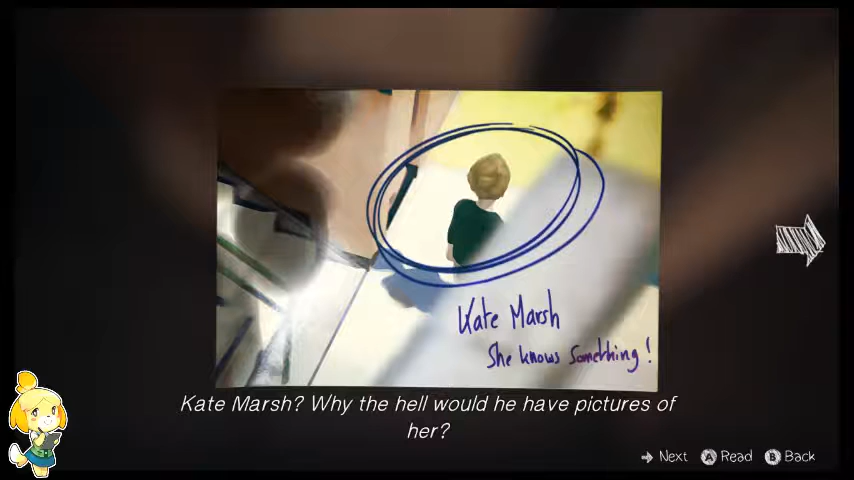 Kate Marsh
She knows something!
Kate Marsh? Why the hell would he have pictures of
her?
Next A Read B Back